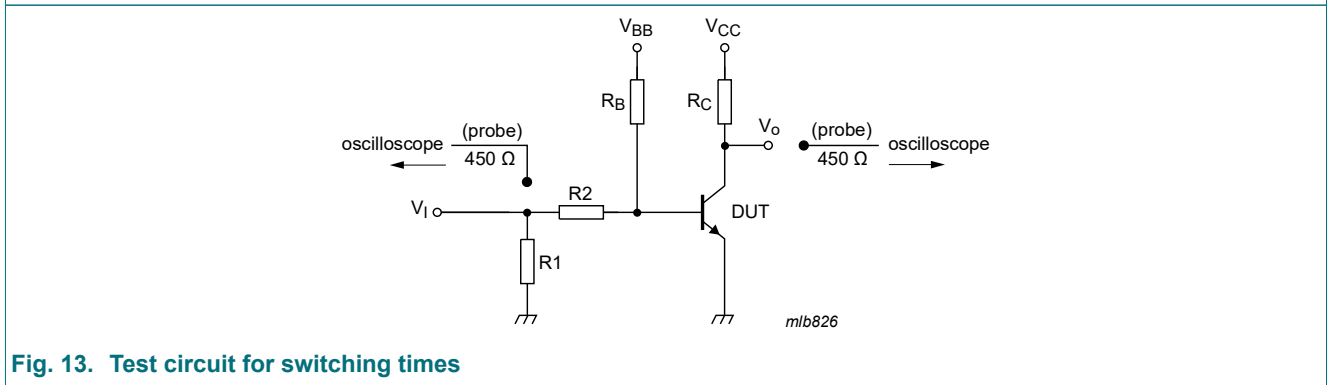 VBB VCC
RB RC
oscilloscope (probe) 450 Ω
Vo (probe) 450 Ω oscilloscope
VI R2 DUT
R1
mlb826
Fig. 13. Test circuit for switching times